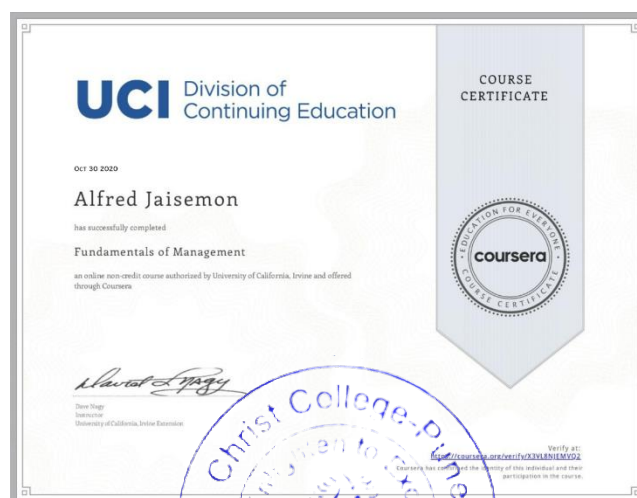 UCI Division of
Continuing Education
COURSE
CERTIFICATE
OCT 30 2020
Alfred Jaisemon
has successfully completed
Fundamentals of Management
an online non-credit course authorized by University of California, Irvine and offered
through Coursera
EDUCATION FOR EVERYONE
coursera
COURSE CERTIFICATE
Dave Nagy
Instructor
University of California, Irvine Extension
Christ College-Pune
Verify at:
https://coursera.org/verify/X3VL8NJEMVQ2
Coursera has confirmed the identity of this individual and their
participation in the course.